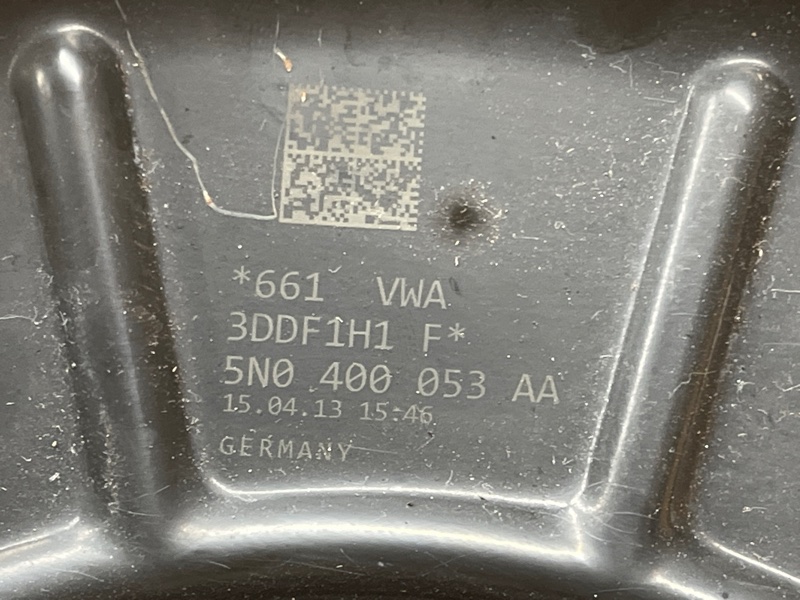 *661 VWA
3DDF1H1 F*
5N0 400 053 AA
15.04.13 15-46
GERMANY